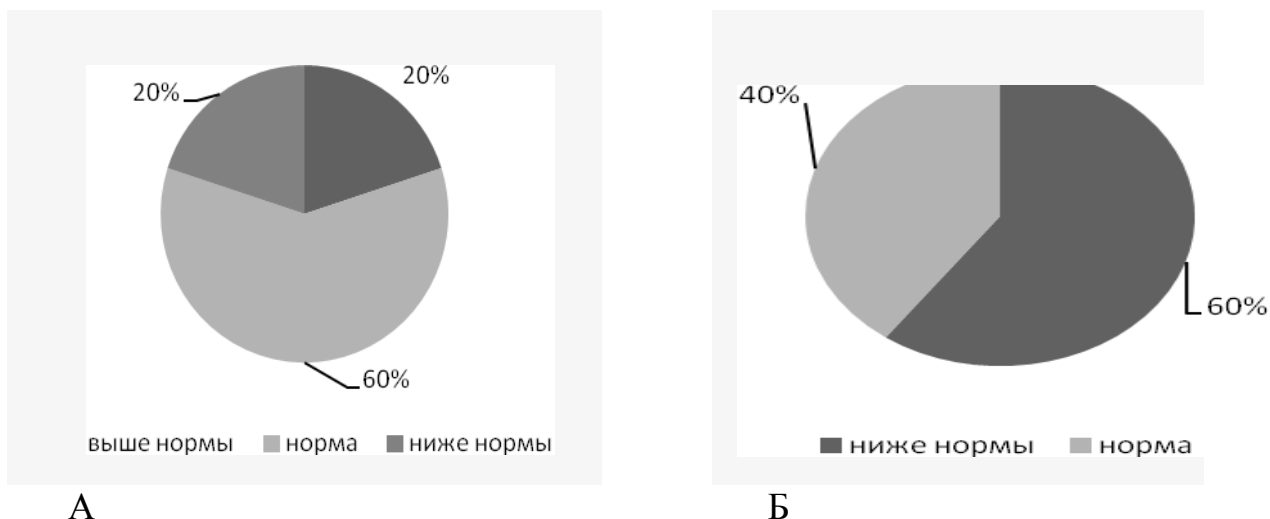 20%
20%
60%
выше нормы норма ниже нормы
А
40%
60%
ниже нормы норма
Б